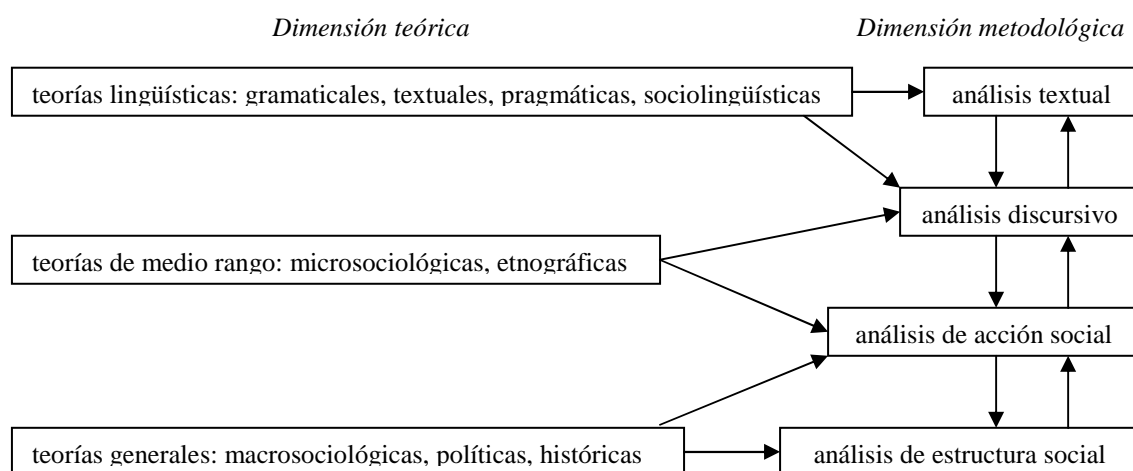 Dimensión teórica
Dimensión metodológica
teorías lingüísticas: gramaticales, textuales, pragmáticas, sociolingüísticas
análisis textual
análisis discursivo
teorías de medio rango: microsociológicas, etnográficas
análisis de acción social
teorías generales: macrosociológicas, políticas, históricas
análisis de estructura social